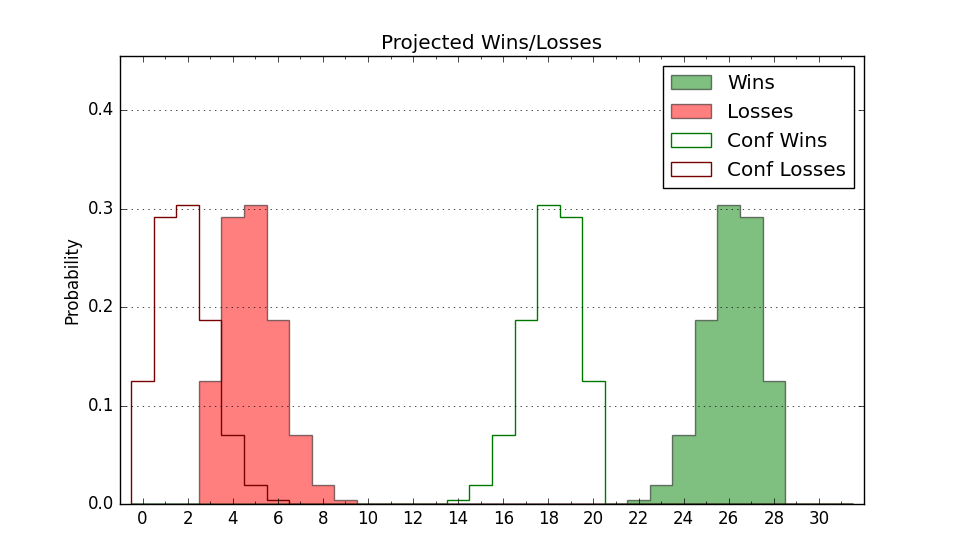 Projected Wins/Losses
Wins
Losses
Conf Wins
Conf Losses
Probability
0.4
0.3
0.2
0.1
0.0
0 2 4 6 8 10 12 14 16 18 20 22 24 26 28 30